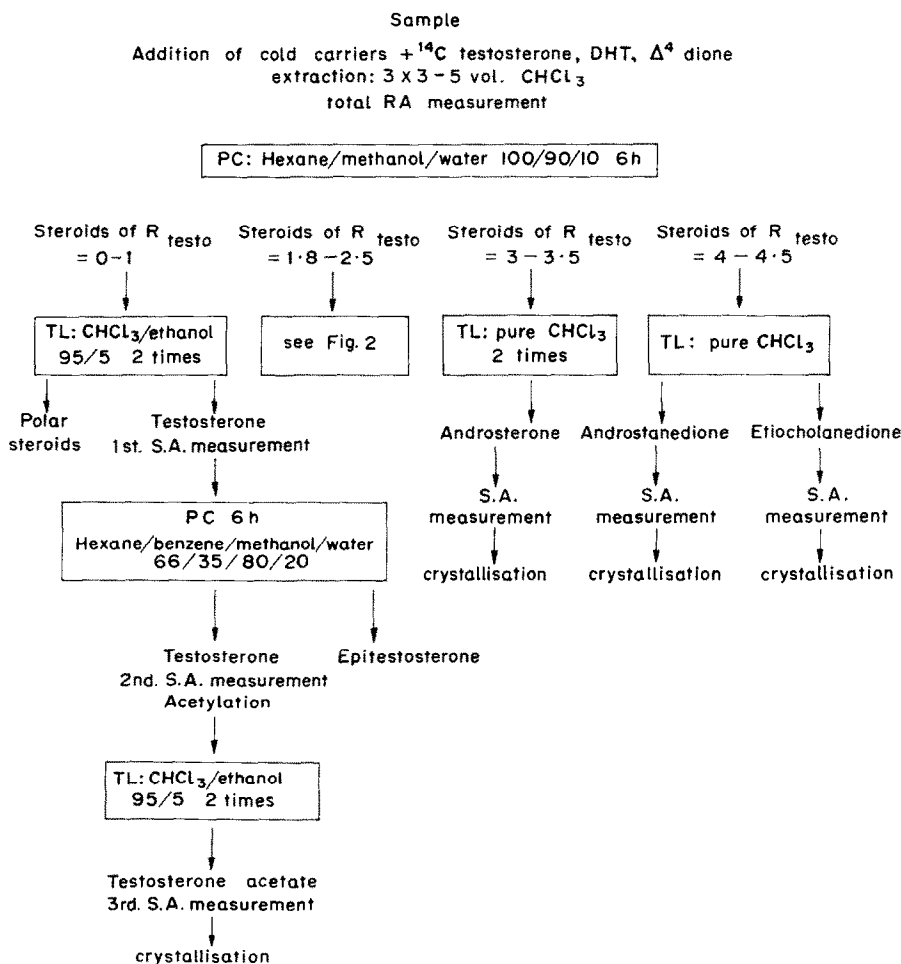 Sample
Addition of cold carriers + ¹⁴C testosterone, DHT, Δ⁴ dione
extraction: 3 x 3 - 5 vol. CHCl₃
total RA measurement
PC: Hexane/methanol/water 100/90/10 6h
Steroids of R testo
= 0-1
Steroids of R testo
= 1·8-2·5
Steroids of R testo
= 3-3·5
Steroids of R testo
= 4-4·5
TL: CHCl₃/ethanol
95/5 2 times
see Fig. 2
TL: pure CHCl₃
2 times
TL: pure CHCl₃
Polar
steroids
Testosterone
1st. S.A. measurement
Androsterone
Androstanedione
Etiocholanedione
S.A.
measurement
S.A.
measurement
S.A.
measurement
PC 6h
Hexane/benzene/methanol/water
66/35/80/20
crystallisation
crystallisation
crystallisation
Testosterone
2nd. S.A. measurement
Acetylation
Epitestosterone
TL: CHCl₃/ethanol
95/5 2 times
Testosterone acetate
3rd. S.A. measurement
crystallisation